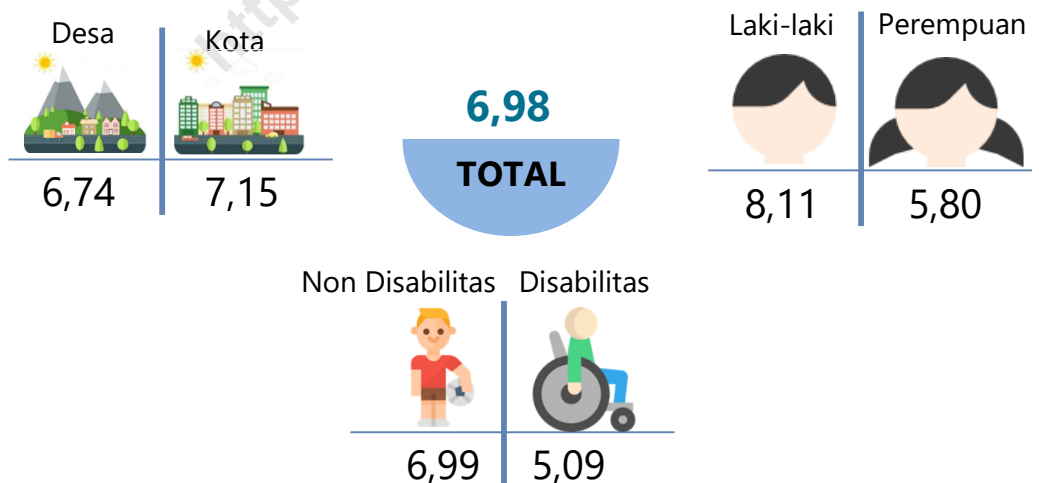 Desa Kota
6,74 7,15
6,98
TOTAL
Laki-laki Perempuan
8,11 5,80
Non Disabilitas Disabilitas
6,99 5,09